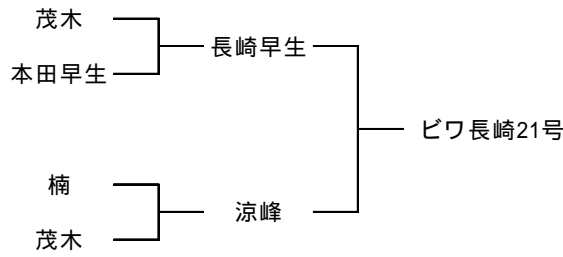 茂木
長崎早生
本田早生
ビワ長崎21号
楠
涼峰
茂木